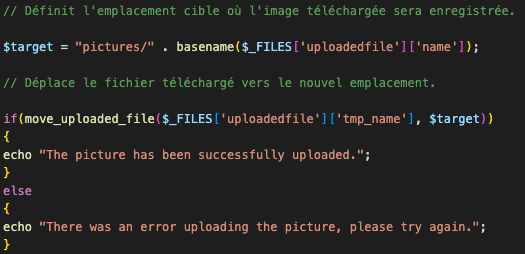 // Définit l'emplacement cible où l'image téléchargée sera enregistrée.
$target = "pictures/" . basename($_FILES['uploadedfile']['name']);
// Déplace le fichier téléchargé vers le nouvel emplacement.
if(move_uploaded_file($_FILES['uploadedfile']['tmp_name'], $target))
{
echo "The picture has been successfully uploaded.";
}
else
{
echo "There was an error uploading the picture, please try again.";
}